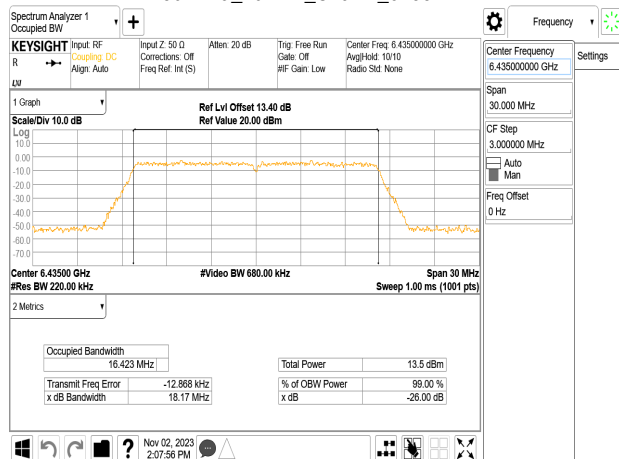 Spectrum Analyzer 1
Occupied BW
Frequency
KEYSIGHT
R
LXI
Input: RF
Coupling: DC
Align: Auto
Input Z: 50 Ω
Corrections: Off
Freq Ref: Int (S)
Atten: 20 dB
Trig: Free Run
Gate: Off
#IF Gain: Low
Center Freq: 6.435000000 GHz
Avg|Hold: 10/10
Radio Std: None
Center Frequency
6.435000000 GHz
Settings
Span
30.000 MHz
CF Step
3.000000 MHz
Auto
Man
Freq Offset
0 Hz
1 Graph
Scale/Div 10.0 dB
Ref Lvl Offset 13.40 dB
Ref Value 20.00 dBm
Log
10.0
0.00
-10.0
-20.0
-30.0
-40.0
-50.0
-60.0
-70.0
Center 6.43500 GHz
#Video BW 680.00 kHz
Span 30 MHz
#Res BW 220.00 kHz
Sweep 1.00 ms (1001 pts)
2 Metrics
Occupied Bandwidth
16.423 MHz
Total Power 13.5 dBm
Transmit Freq Error -12.868 kHz
% of OBW Power 99.00 %
x dB Bandwidth 18.17 MHz
x dB -26.00 dB
?
Nov 02, 2023
2:07:56 PM